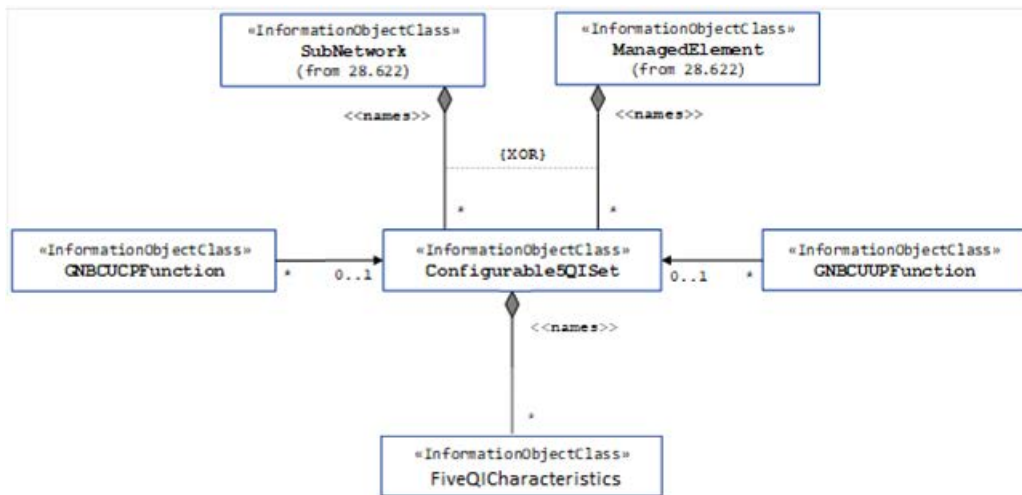 «InformationObjectClass»
SubNetwork
(from 28.622)
«InformationObjectClass»
ManagedElement
(from 28.622)
<<names>>
<<names>>
{XOR}
*
*
«InformationObjectClass»
GNBCUCPFunction
*
0..1
«InformationObjectClass»
Configurable5QISet
0..1
*
«InformationObjectClass»
GNBCUUPFunction
<<names>>
*
«InformationObjectClass»
FiveQICharacteristics